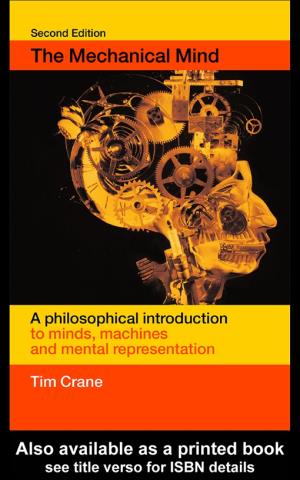 Second Edition
The Mechanical Mind
A philosophical introduction
to minds, machines
and mental representation
Tim Crane
Also available as a printed book
see title verso for ISBN details